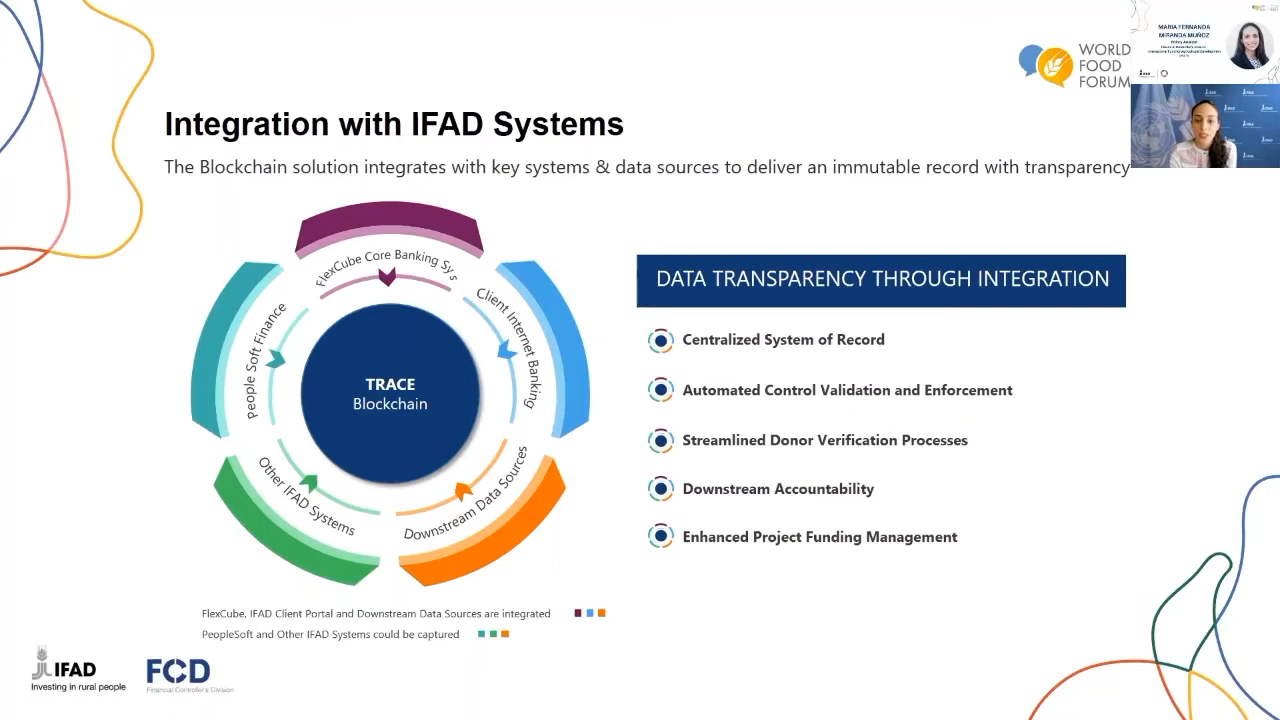 WORLD
FOOD
FORUM
MARIA FERNANDA
MIRANDA MUÑOZ
Policy Analyst
Integration with IFAD Systems
The Blockchain solution integrates with key systems & data sources to deliver an immutable record with transparency
FlexCube Core Banking Sys
Client Internet Banking
People Soft Finance
TRACE
Blockchain
Other IFAD Systems
Downstream Data Sources
DATA TRANSPARENCY THROUGH INTEGRATION
Centralized System of Record
Automated Control Validation and Enforcement
Streamlined Donor Verification Processes
Downstream Accountability
Enhanced Project Funding Management
FlexCube, IFAD Client Portal and Downstream Data Sources are integrated
PeopleSoft and Other IFAD Systems could be captured
IFAD
Investing in rural people
FCD
Financial Controller's Division